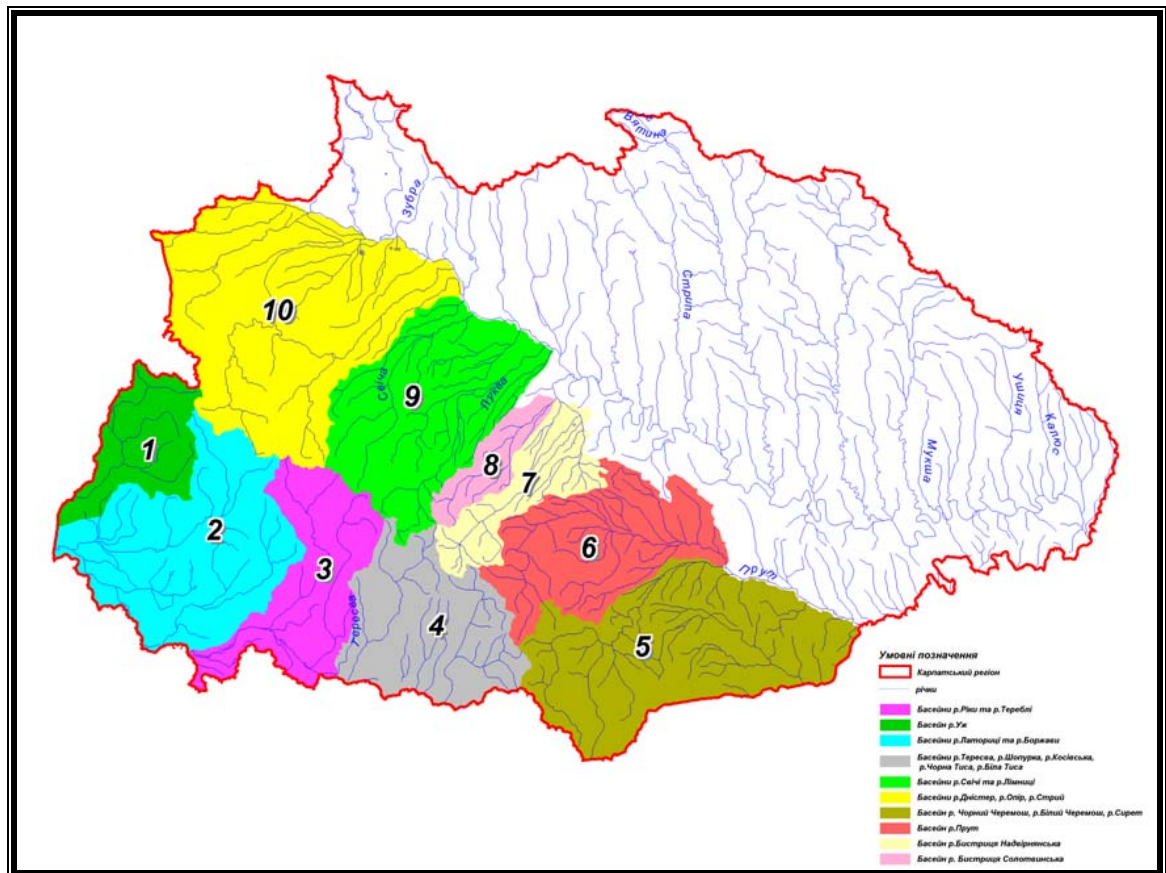 Вятина
Зубра
Стрипа
10
Свіча
9
Луква
Ушиця
Калюс
Мукша
1
8
7
2
6
3
Прут
Тересва
4
5
Умовні позначення
Карпатський регіон
річки
Басейни р.Ріки та р.Тереблі
Басейн р.Уж
Басейни р.Латориці та р.Боржави
Басейни р.Тересва, р.Шопурка, р.Косівська,
р.Чорна Тиса, р.Біла Тиса
Басейни р.Свічі та р.Лімниці
Басейни р.Дністер, р.Опір, р.Стрий
Басейн р. Чорний Черемош, р.Білий Черемош, р.Сирет
Басейн р.Прут
Басейн р.Бистриця Надвірнянська
Басейн р. Бистриця Солотвинська